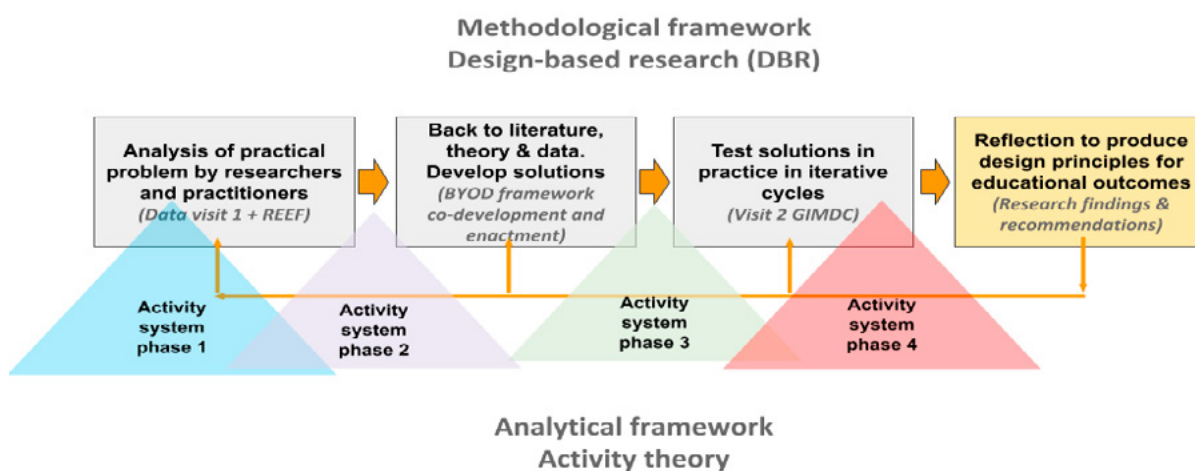 Methodological framework
Design-based research (DBR)
Analysis of practical
problem by researchers
and practitioners
(Data visit 1 + REEF)
Back to literature,
theory & data.
Develop solutions
(BYOD framework
co-development and
enactment)
Test solutions in
practice in iterative
cycles
(Visit 2 GIMDC)
Reflection to produce
design principles for
educational outcomes
(Research findings &
recommendations)
Activity
system
phase 1
Activity
system
phase 2
Activity
system
phase 3
Activity
system
phase 4
Analytical framework
Activity theory